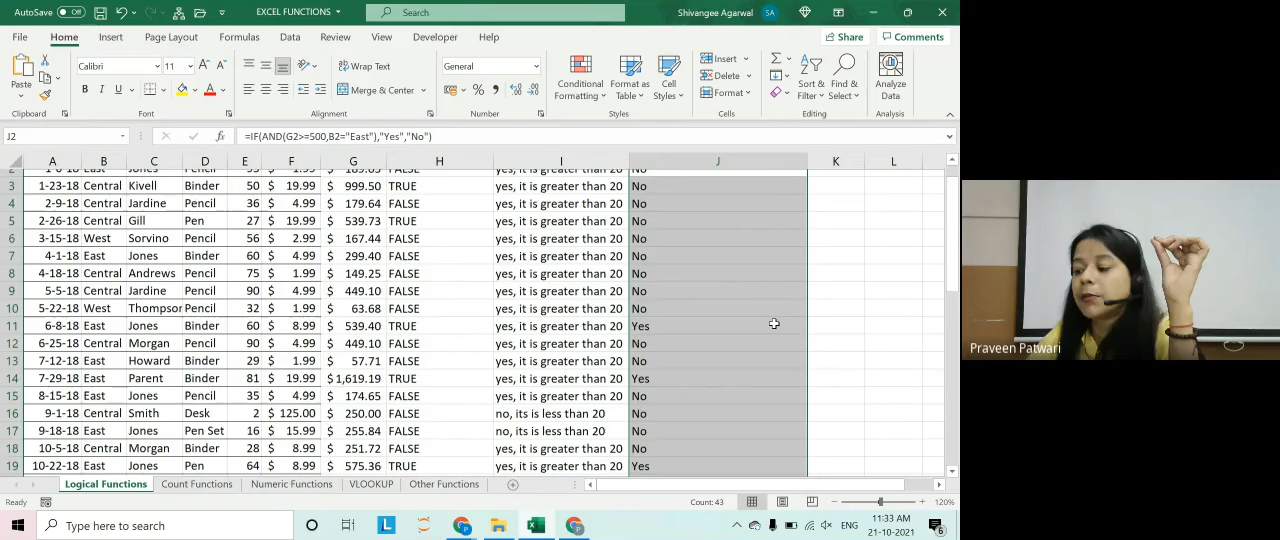 AutoSave Off EXCEL FUNCTIONS Search Shivangee Agarwal SA
File Home Insert Page Layout Formulas Data Review View Developer Help Share Comments
Paste Calibri 11 Wrap Text General Conditional Formatting Format as Table Cell Styles Insert Delete Format Sort & Filter Find & Select Analyze Data
B I U Merge & Center
Clipboard Font Alignment Number Styles Cells Editing Analysis
J2 fx =IF(AND(G2>=500,B2="East"),"Yes","No")
A B C D E F G H I J K L
3 1-23-18 Central Kivell Binder 50 $ 19.99 $ 999.50 TRUE yes, it is greater than 20 No
4 2-9-18 Central Jardine Pencil 36 $ 4.99 $ 179.64 FALSE yes, it is greater than 20 No
5 2-26-18 Central Gill Pen 27 $ 19.99 $ 539.73 TRUE yes, it is greater than 20 No
6 3-15-18 West Sorvino Pencil 56 $ 2.99 $ 167.44 FALSE yes, it is greater than 20 No
7 4-1-18 East Jones Binder 60 $ 4.99 $ 299.40 FALSE yes, it is greater than 20 No
8 4-18-18 Central Andrews Pencil 75 $ 1.99 $ 149.25 FALSE yes, it is greater than 20 No
9 5-5-18 Central Jardine Pencil 90 $ 4.99 $ 449.10 FALSE yes, it is greater than 20 No
10 5-22-18 West Thompsor Pencil 32 $ 1.99 $ 63.68 FALSE yes, it is greater than 20 No
11 6-8-18 East Jones Binder 60 $ 8.99 $ 539.40 TRUE yes, it is greater than 20 Yes
12 6-25-18 Central Morgan Pencil 90 $ 4.99 $ 449.10 FALSE yes, it is greater than 20 No
13 7-12-18 East Howard Binder 29 $ 1.99 $ 57.71 FALSE yes, it is greater than 20 No
14 7-29-18 East Parent Binder 81 $ 19.99 $ 1,619.19 TRUE yes, it is greater than 20 Yes
15 8-15-18 East Jones Pencil 35 $ 4.99 $ 174.65 FALSE yes, it is greater than 20 No
16 9-1-18 Central Smith Desk 2 $ 125.00 $ 250.00 FALSE no, its is less than 20 No
17 9-18-18 East Jones Pen Set 16 $ 15.99 $ 255.84 FALSE no, its is less than 20 No
18 10-5-18 Central Morgan Binder 28 $ 8.99 $ 251.72 FALSE yes, it is greater than 20 No
19 10-22-18 East Jones Pen 64 $ 8.99 $ 575.36 TRUE yes, it is greater than 20 Yes
Logical Functions Count Functions Numeric Functions VLOOKUP Other Functions
Ready Count: 43 120%
Type here to search ENG 11:33 AM
21-10-2021 6
Praveen Patwari